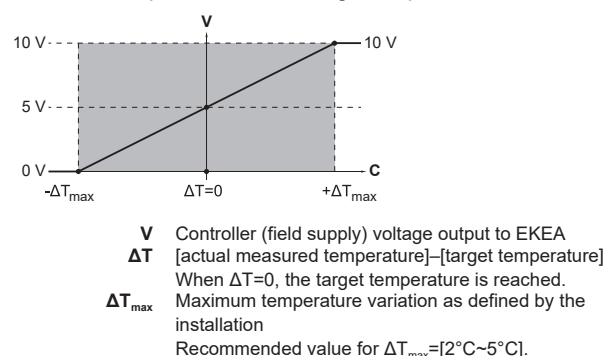 V
10 V
10 V
5 V
0 V
C
-ΔTmax
ΔT=0
+ΔTmax
V Controller (field supply) voltage output to EKEA
ΔT [actual measured temperature]–[target temperature]
When ΔT=0, the target temperature is reached.
ΔTmax Maximum temperature variation as defined by the
installation
Recommended value for ΔTmax=[2°C~5°C].